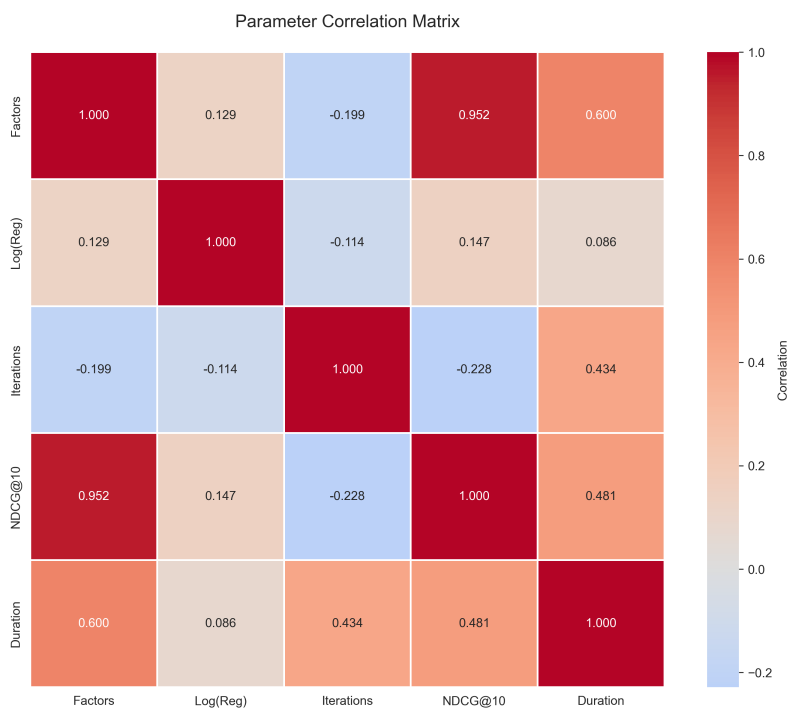 Parameter Correlation Matrix
Factors 1.000 0.129 -0.199 0.952 0.600
Log(Reg) 0.129 1.000 -0.114 0.147 0.086
Iterations -0.199 -0.114 1.000 -0.228 0.434
NDCG@10 0.952 0.147 -0.228 1.000 0.481
Duration 0.600 0.086 0.434 0.481 1.000
Factors Log(Reg) Iterations NDCG@10 Duration
1.0
0.8
0.6
0.4
0.2
0.0
−0.2
Correlation